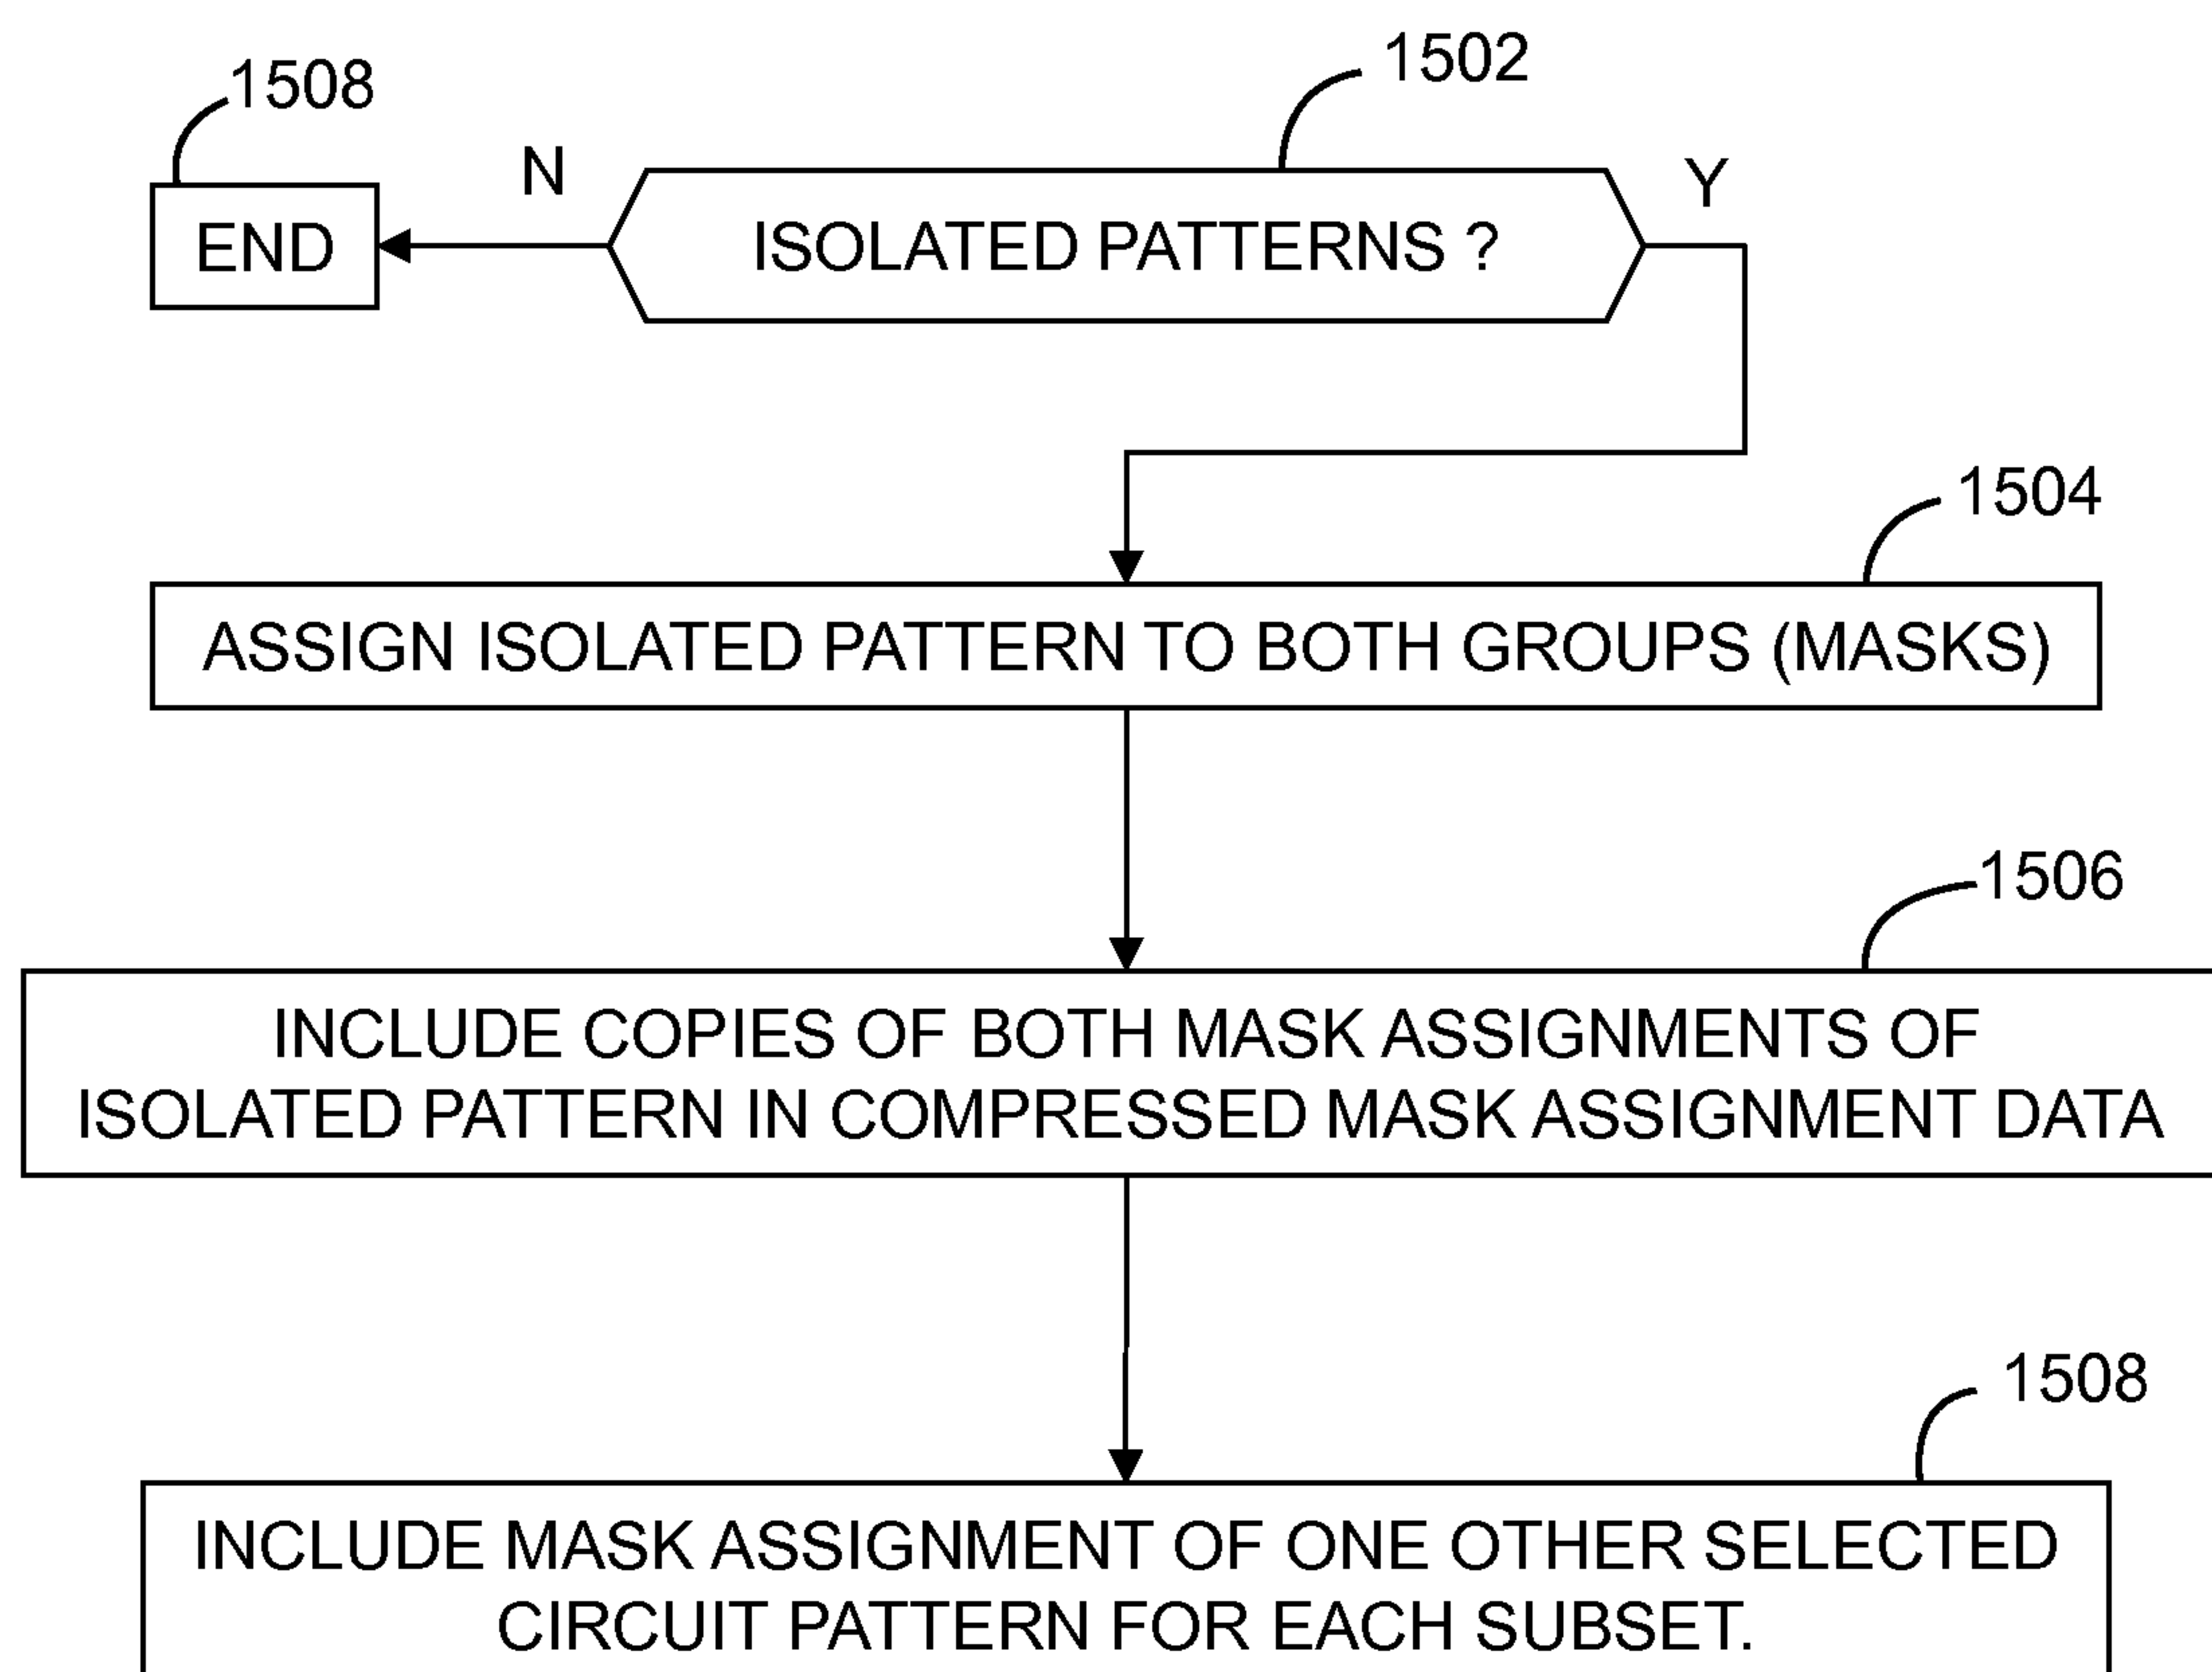 1508
1502
N
Y
END
ISOLATED PATTERNS ?
1504
ASSIGN ISOLATED PATTERN TO BOTH GROUPS (MASKS)
1506
INCLUDE COPIES OF BOTH MASK ASSIGNMENTS OF
ISOLATED PATTERN IN COMPRESSED MASK ASSIGNMENT DATA
1508
INCLUDE MASK ASSIGNMENT OF ONE OTHER SELECTED
CIRCUIT PATTERN FOR EACH SUBSET.